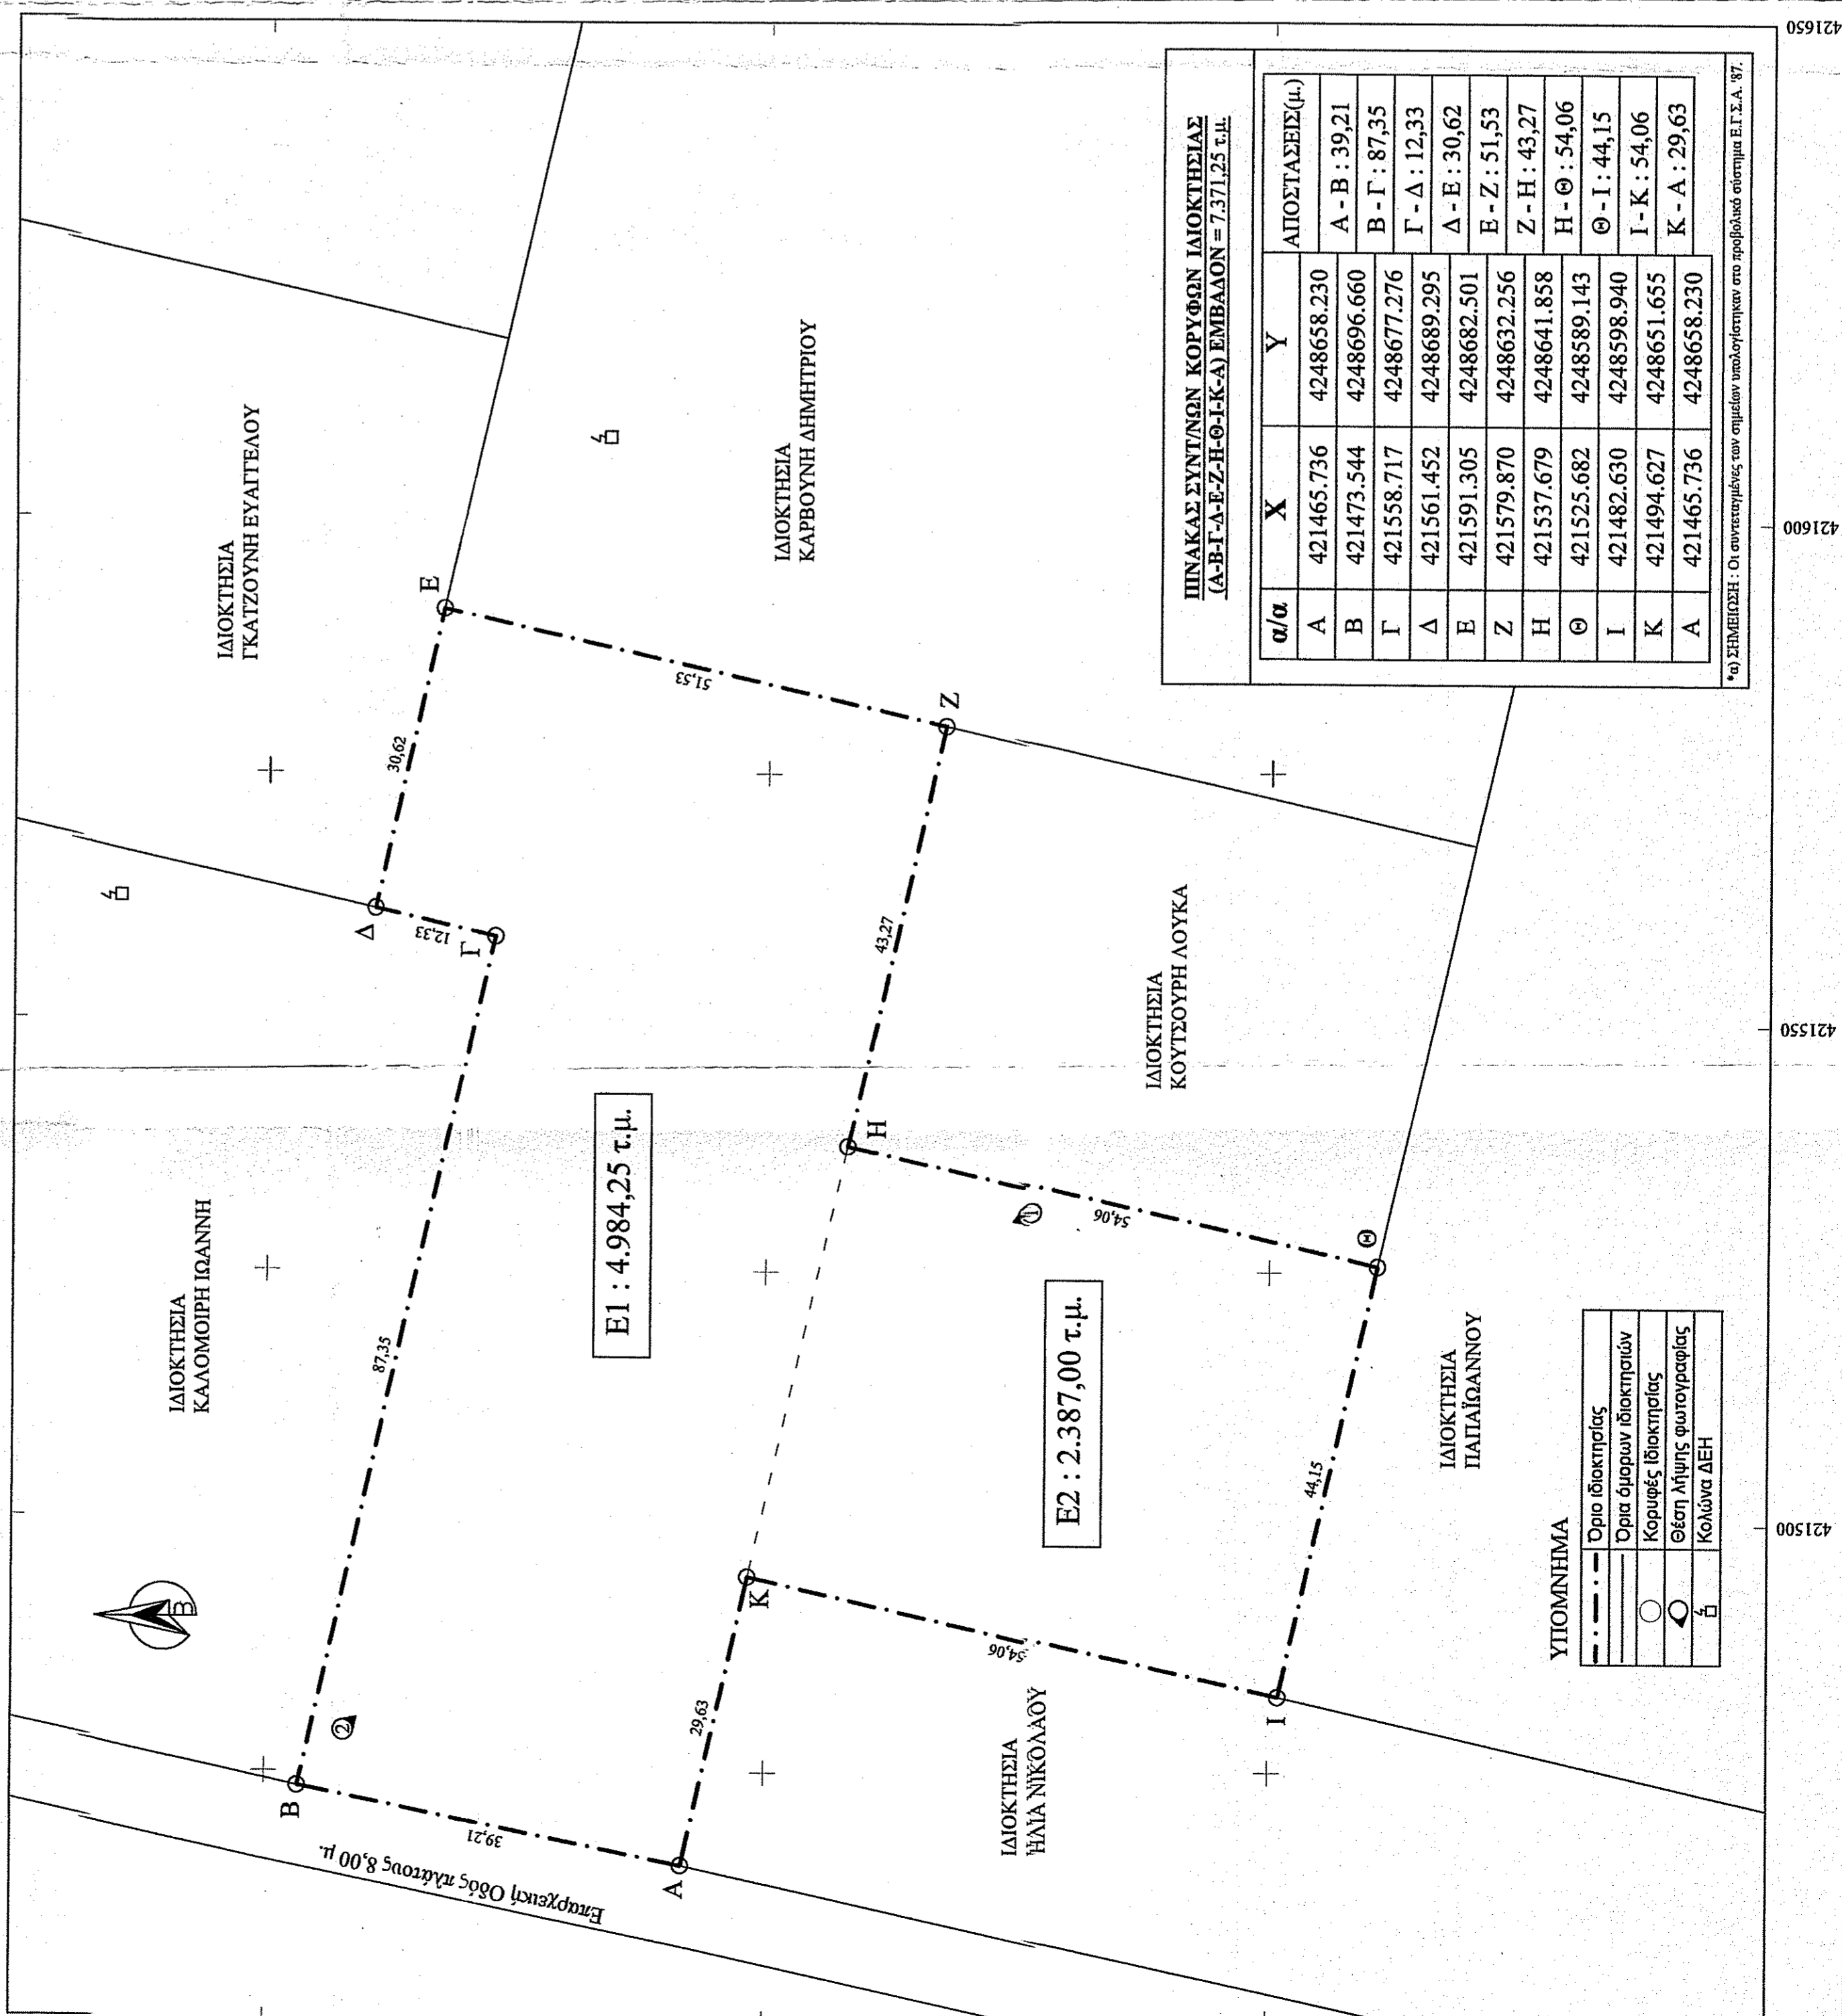 ΙΔΙΟΚΤΗΣΙΑ
ΚΑΛΛΟΜΟΙΡΗ ΙΩΑΝΝΗ
ΙΔΙΟΚΤΗΣΙΑ
ΓΚΑΤΖΟΥΝΗ ΕΥΑΓΓΕΛΟΥ
ΙΔΙΟΚΤΗΣΙΑ
ΚΑΡΒΟΥΝΗ ΔΗΜΗΤΡΙΟΥ
ΙΔΙΟΚΤΗΣΙΑ
ΚΟΥΤΣΟΥΡΗ ΛΟΥΚΑ
ΙΔΙΟΚΤΗΣΙΑ
ΗΛΙΑ ΝΙΚΟΛΑΟΥ
ΙΔΙΟΚΤΗΣΙΑ
ΠΑΠΑΪΩΑΝΝΟΥ
Επαρχειακή Οδός πλάτους 8,00 μ.
Β
Α
Β
Γ
Δ
Ε
Ζ
Η
Θ
Ι
Κ
39,21
87,35
12,33
30,62
51,53
43,27
54,06
44,15
54,06
29,63
1
2
Ε1 : 4.984,25 τ.μ.
Ε2 : 2.387,00 τ.μ.
ΥΠΟΜΝΗΜΑ
Όριο ιδιοκτησίας
Όρια όμορων ιδιοκτησιών
Κορυφές ιδιοκτησίας
Θέση λήψης φωτογραφίας
Κολώνα ΔΕΗ
ΠΙΝΑΚΑΣ ΣΥΝΤ/ΝΩΝ ΚΟΡΥΦΩΝ ΙΔΙΟΚΤΗΣΙΑΣ
(Α-Β-Γ-Δ-Ε-Ζ-Η-Θ-Ι-Κ-Α) ΕΜΒΑΔΟΝ = 7.371,25 τ.μ.
α/α X Y ΑΠΟΣΤΑΣΕΙΣ(μ.)
Α 421465.736 4248658.230
Α - Β : 39,21
Β 421473.544 4248696.660
Β - Γ : 87,35
Γ 421558.717 4248677.276
Γ - Δ : 12,33
Δ 421561.452 4248689.295
Δ - Ε : 30,62
Ε 421591.305 4248682.501
Ε - Ζ : 51,53
Ζ 421579.870 4248632.256
Ζ - Η : 43,27
Η 421537.679 4248641.858
Η - Θ : 54,06
Θ 421525.682 4248589.143
Θ - Ι : 44,15
Ι 421482.630 4248598.940
Ι - Κ : 54,06
Κ 421494.627 4248651.655
Κ - Α : 29,63
Α 421465.736 4248658.230
*α) ΣΗΜΕΙΩΣΗ : Οι συντεταγμένες των σημείων υπολογίστηκαν στο προβολικό σύστημα Ε.Γ.Σ.Α. '87.
421500
421550
421600
421650